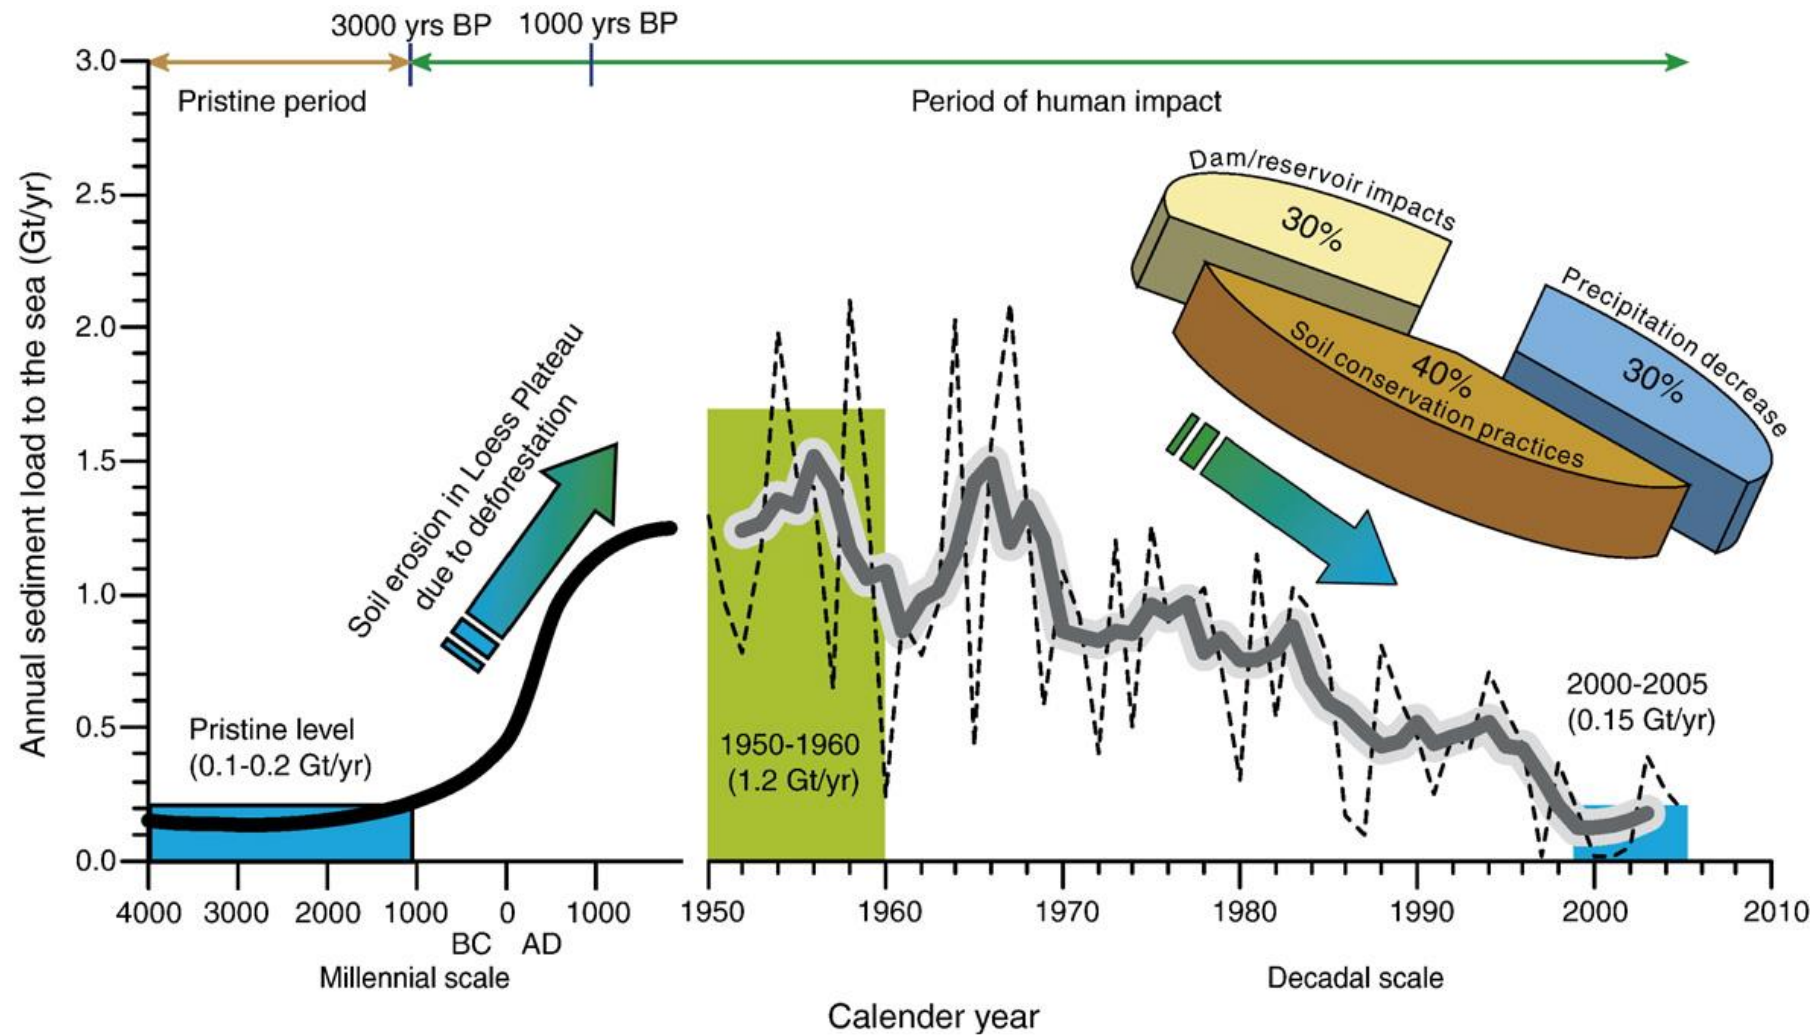 3000 yrs BP 1000 yrs BP
Pristine period
Period of human impact
Annual sediment load to the sea (Gt/yr)
3.0
2.5
2.0
1.5
1.0
0.5
0.0
Dam/reservoir impacts
30%
Precipitation decrease
30%
40%
Soil conservation practices
Soil erosion in Loess Plateau
due to deforestation
Pristine level
(0.1-0.2 Gt/yr)
1950-1960
(1.2 Gt/yr)
2000-2005
(0.15 Gt/yr)
4000 3000 2000 1000 0 1000
BC AD
1950 1960 1970 1980 1990 2000 2010
Millennial scale
Decadal scale
Calender year